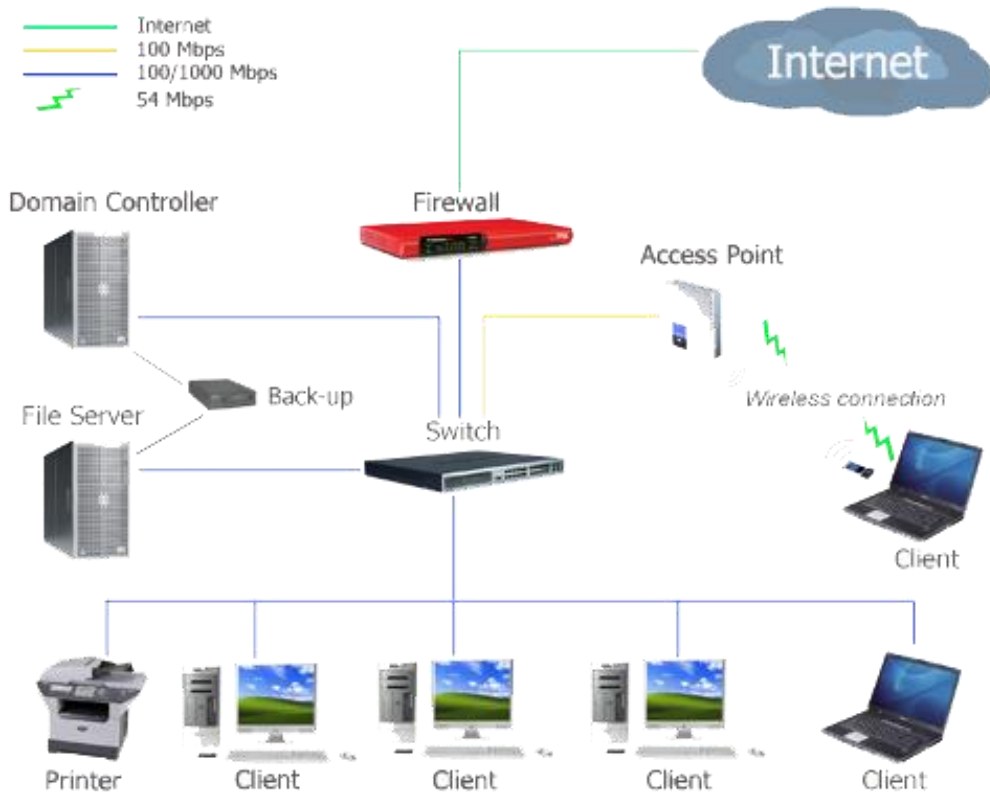 Internet
100 Mbps
100/1000 Mbps
54 Mbps
Internet
Domain Controller
Firewall
Access Point
Back-up
Wireless connection
File Server
Switch
Client
Printer
Client
Client
Client
Client